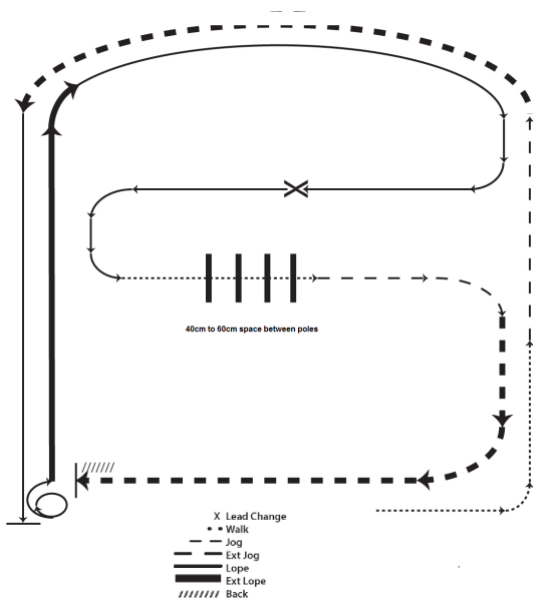 40cm to 60cm space between poles
X Lead Change
Walk
Jog
Ext Jog
Lope
Ext Lope
Back